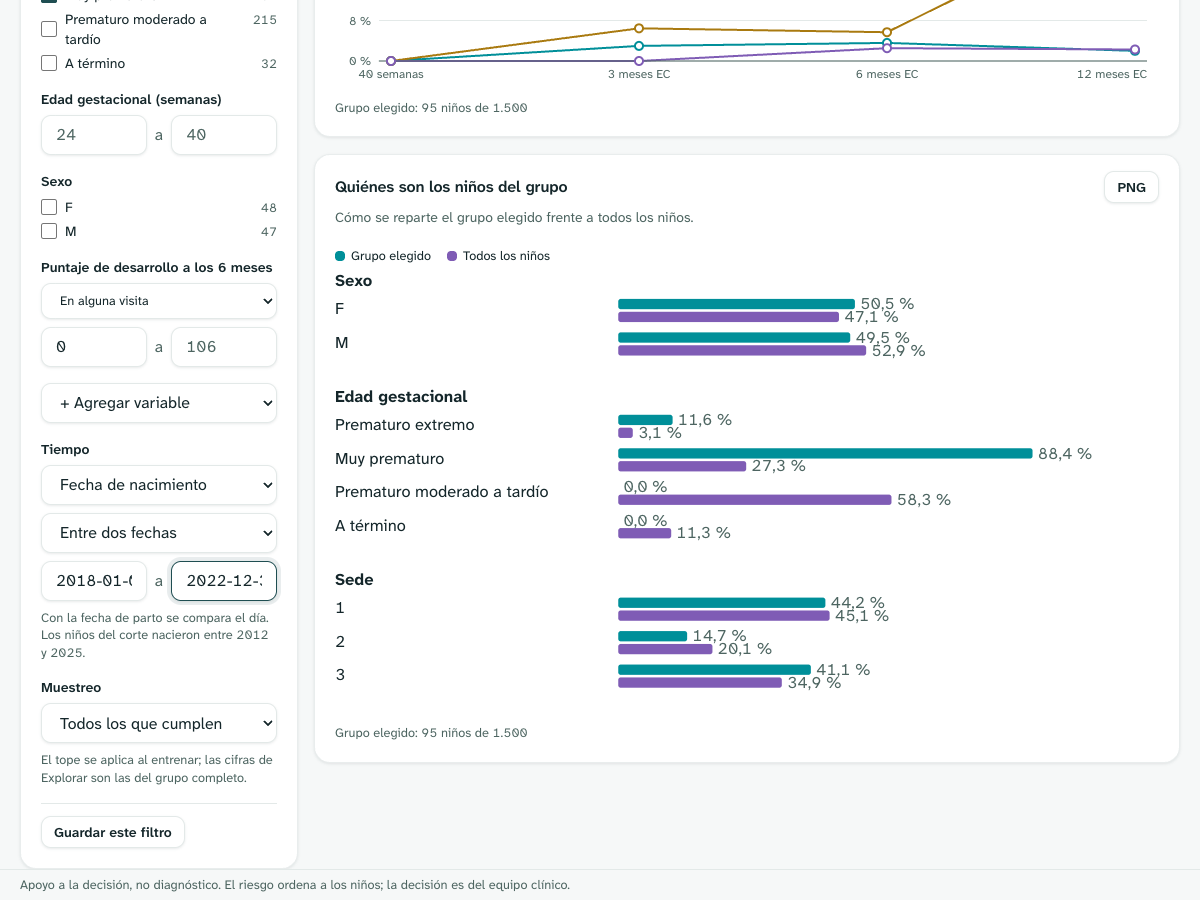 Prematuro moderado a 215
tardío
A término 32
Edad gestacional (semanas)
24 a 40
Sexo
F 48
M 47
Puntaje de desarrollo a los 6 meses
En alguna visita
0 a 106
+ Agregar variable
Tiempo
Fecha de nacimiento
Entre dos fechas
2018-01- a 2022-12-
Con la fecha de parto se compara el día.
Los niños del corte nacieron entre 2012
y 2025.
Muestreo
Todos los que cumplen
El tope se aplica al entrenar; las cifras de
Explorar son las del grupo completo.
Guardar este filtro
8 %
0 %
40 semanas 3 meses EC 6 meses EC 12 meses EC
Grupo elegido: 95 niños de 1.500
Quiénes son los niños del grupo PNG
Cómo se reparte el grupo elegido frente a todos los niños.
Grupo elegido Todos los niños
Sexo
F 50,5 %
47,1 %
M 49,5 %
52,9 %
Edad gestacional
Prematuro extremo 11,6 %
3,1 %
Muy prematuro 88,4 %
27,3 %
Prematuro moderado a tardío 0,0 %
58,3 %
A término 0,0 %
11,3 %
Sede
1 44,2 %
45,1 %
2 14,7 %
20,1 %
3 41,1 %
34,9 %
Grupo elegido: 95 niños de 1.500
Apoyo a la decisión, no diagnóstico. El riesgo ordena a los niños; la decisión es del equipo clínico.